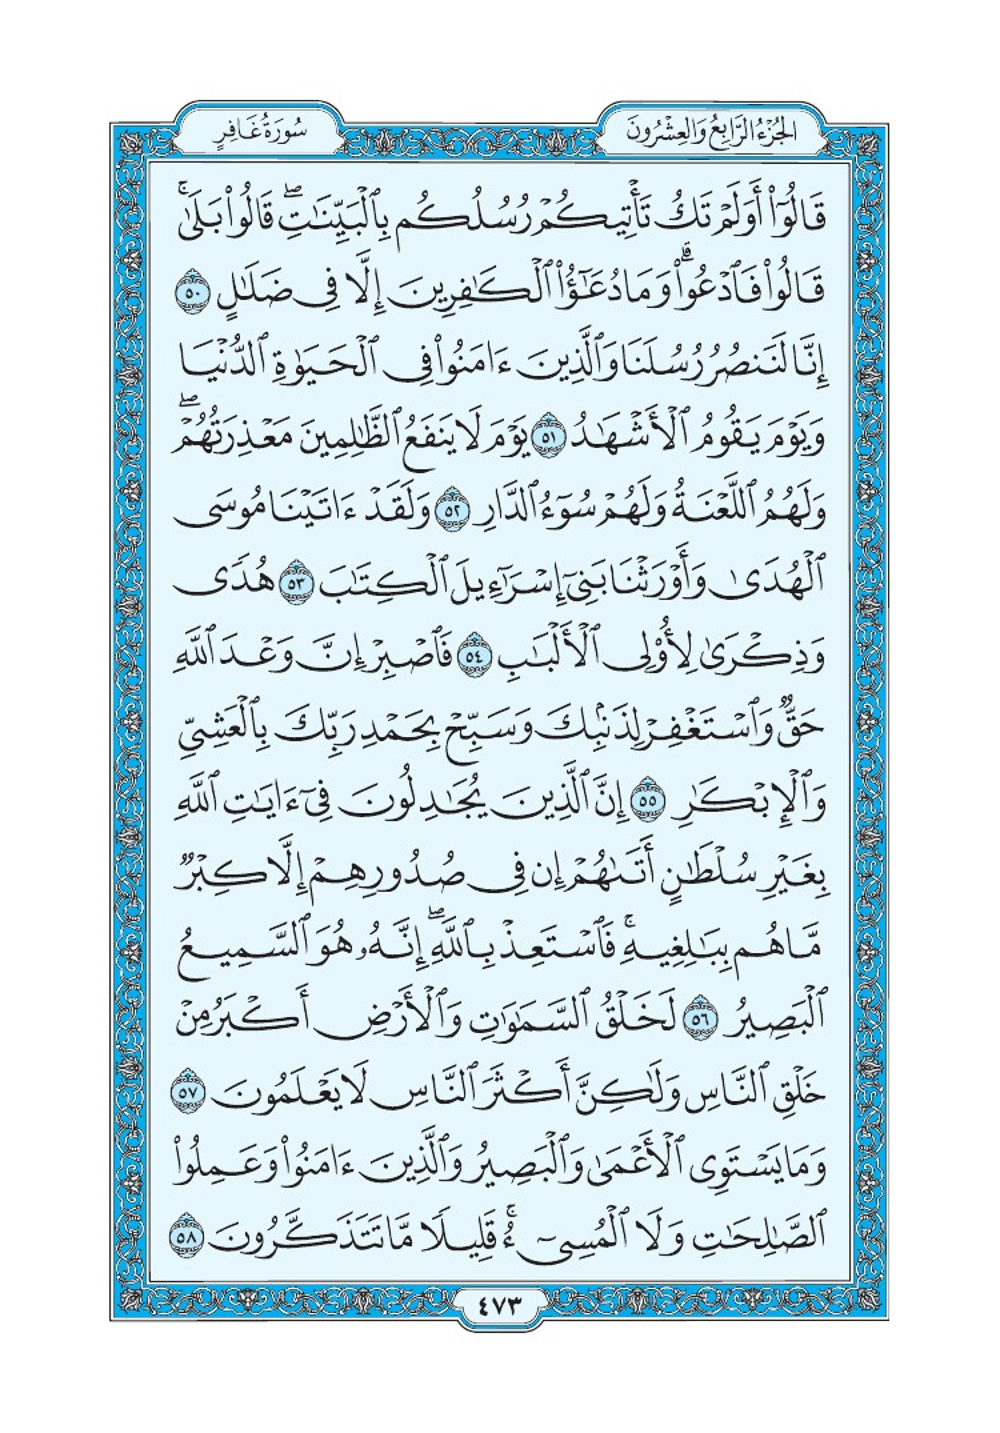 الجُزْءُ الرَّابِعُ وَالعِشْرُونَ
سُورَةُ غَافِرٍ
قَالُوٓا۟ أَوَلَمْ تَكُ تَأْتِيكُمْ رُسُلُكُم بِٱلْبَيِّنَـٰتِ ۖ قَالُوا۟ بَلَىٰ ۚ
قَالُوا۟ فَٱدْعُوا۟ ۗ وَمَا دُعَـٰٓؤُا۟ ٱلْكَـٰفِرِينَ إِلَّا فِى ضَلَـٰلٍ ٥٠
إِنَّا لَنَنصُرُ رُسُلَنَا وَٱلَّذِينَ ءَامَنُوا۟ فِى ٱلْحَيَوٰةِ ٱلدُّنْيَا
وَيَوْمَ يَقُومُ ٱلْأَشْهَـٰدُ ٥١ يَوْمَ لَا يَنفَعُ ٱلظَّـٰلِمِينَ مَعْذِرَتُهُمْ ۖ
وَلَهُمُ ٱللَّعْنَةُ وَلَهُمْ سُوٓءُ ٱلدَّارِ ٥٢ وَلَقَدْ ءَاتَيْنَا مُوسَى
ٱلْهُدَىٰ وَأَوْرَثْنَا بَنِىٓ إِسْرَٰٓءِيلَ ٱلْكِتَـٰبَ ٥٣ هُدًى
وَذِكْرَىٰ لِأُو۟لِى ٱلْأَلْبَـٰبِ ٥٤ فَٱصْبِرْ إِنَّ وَعْدَ ٱللَّهِ
حَقٌّ وَٱسْتَغْفِرْ لِذَنۢبِكَ وَسَبِّحْ بِحَمْدِ رَبِّكَ بِٱلْعَشِىِّ
وَٱلْإِبْكَـٰرِ ٥٥ إِنَّ ٱلَّذِينَ يُجَـٰدِلُونَ فِىٓ ءَايَـٰتِ ٱللَّهِ
بِغَيْرِ سُلْطَـٰنٍ أَتَىٰهُمْ إِن فِى صُدُورِهِمْ إِلَّا كِبْرٌ
مَّا هُم بِبَـٰلِغِيهِ ۚ فَٱسْتَعِذْ بِٱللَّهِ ۖ إِنَّهُۥ هُوَ ٱلسَّمِيعُ
ٱلْبَصِيرُ ٥٦ لَخَلْقُ ٱلسَّمَـٰوَٰتِ وَٱلْأَرْضِ أَكْبَرُ مِنْ
خَلْقِ ٱلنَّاسِ وَلَـٰكِنَّ أَكْثَرَ ٱلنَّاسِ لَا يَعْلَمُونَ ٥٧
وَمَا يَسْتَوِى ٱلْأَعْمَىٰ وَٱلْبَصِيرُ وَٱلَّذِينَ ءَامَنُوا۟ وَعَمِلُوا۟
ٱلصَّـٰلِحَـٰتِ وَلَا ٱلْمُسِىٓءُ ۚ قَلِيلًا مَّا تَتَذَكَّرُونَ ٥٨
٤٧٣